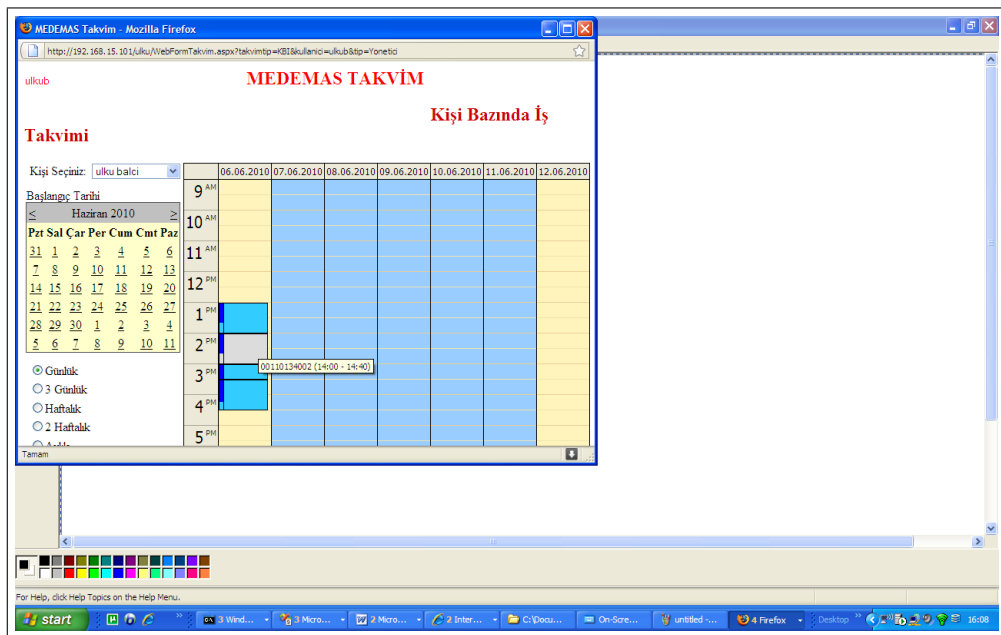 MEDEMAS Takvim - Mozilla Firefox
http://192.168.15.101/ulku/WebFormTakvim.aspx?takvimtip=KBI&kullanici=ulkub&tip=Yonetici
ulkub
MEDEMAS TAKVİM
Kişi Bazında İş
Takvimi
Kişi Seçiniz: ulku balci
Başlangıç Tarihi
< Haziran 2010 >
Pzt Sal Çar Per Cum Cmt Paz
31 1 2 3 4 5 6
7 8 9 10 11 12 13
14 15 16 17 18 19 20
21 22 23 24 25 26 27
28 29 30 1 2 3 4
5 6 7 8 9 10 11
Günlük
3 Günlük
Haftalık
2 Haftalık
06.06.2010 07.06.2010 08.06.2010 09.06.2010 10.06.2010 11.06.2010 12.06.2010
9 AM
10 AM
11 AM
12 PM
1 PM
2 PM
00110134002 (14:00 - 14:40)
3 PM
4 PM
5 PM
Tamam
For Help, click Help Topics on the Help Menu.
start 3 Wind... 3 Micro... 2 Micro... 2 Inter... C:\Docu... On-Scre... untitled -... 4 Firefox Desktop 16:08